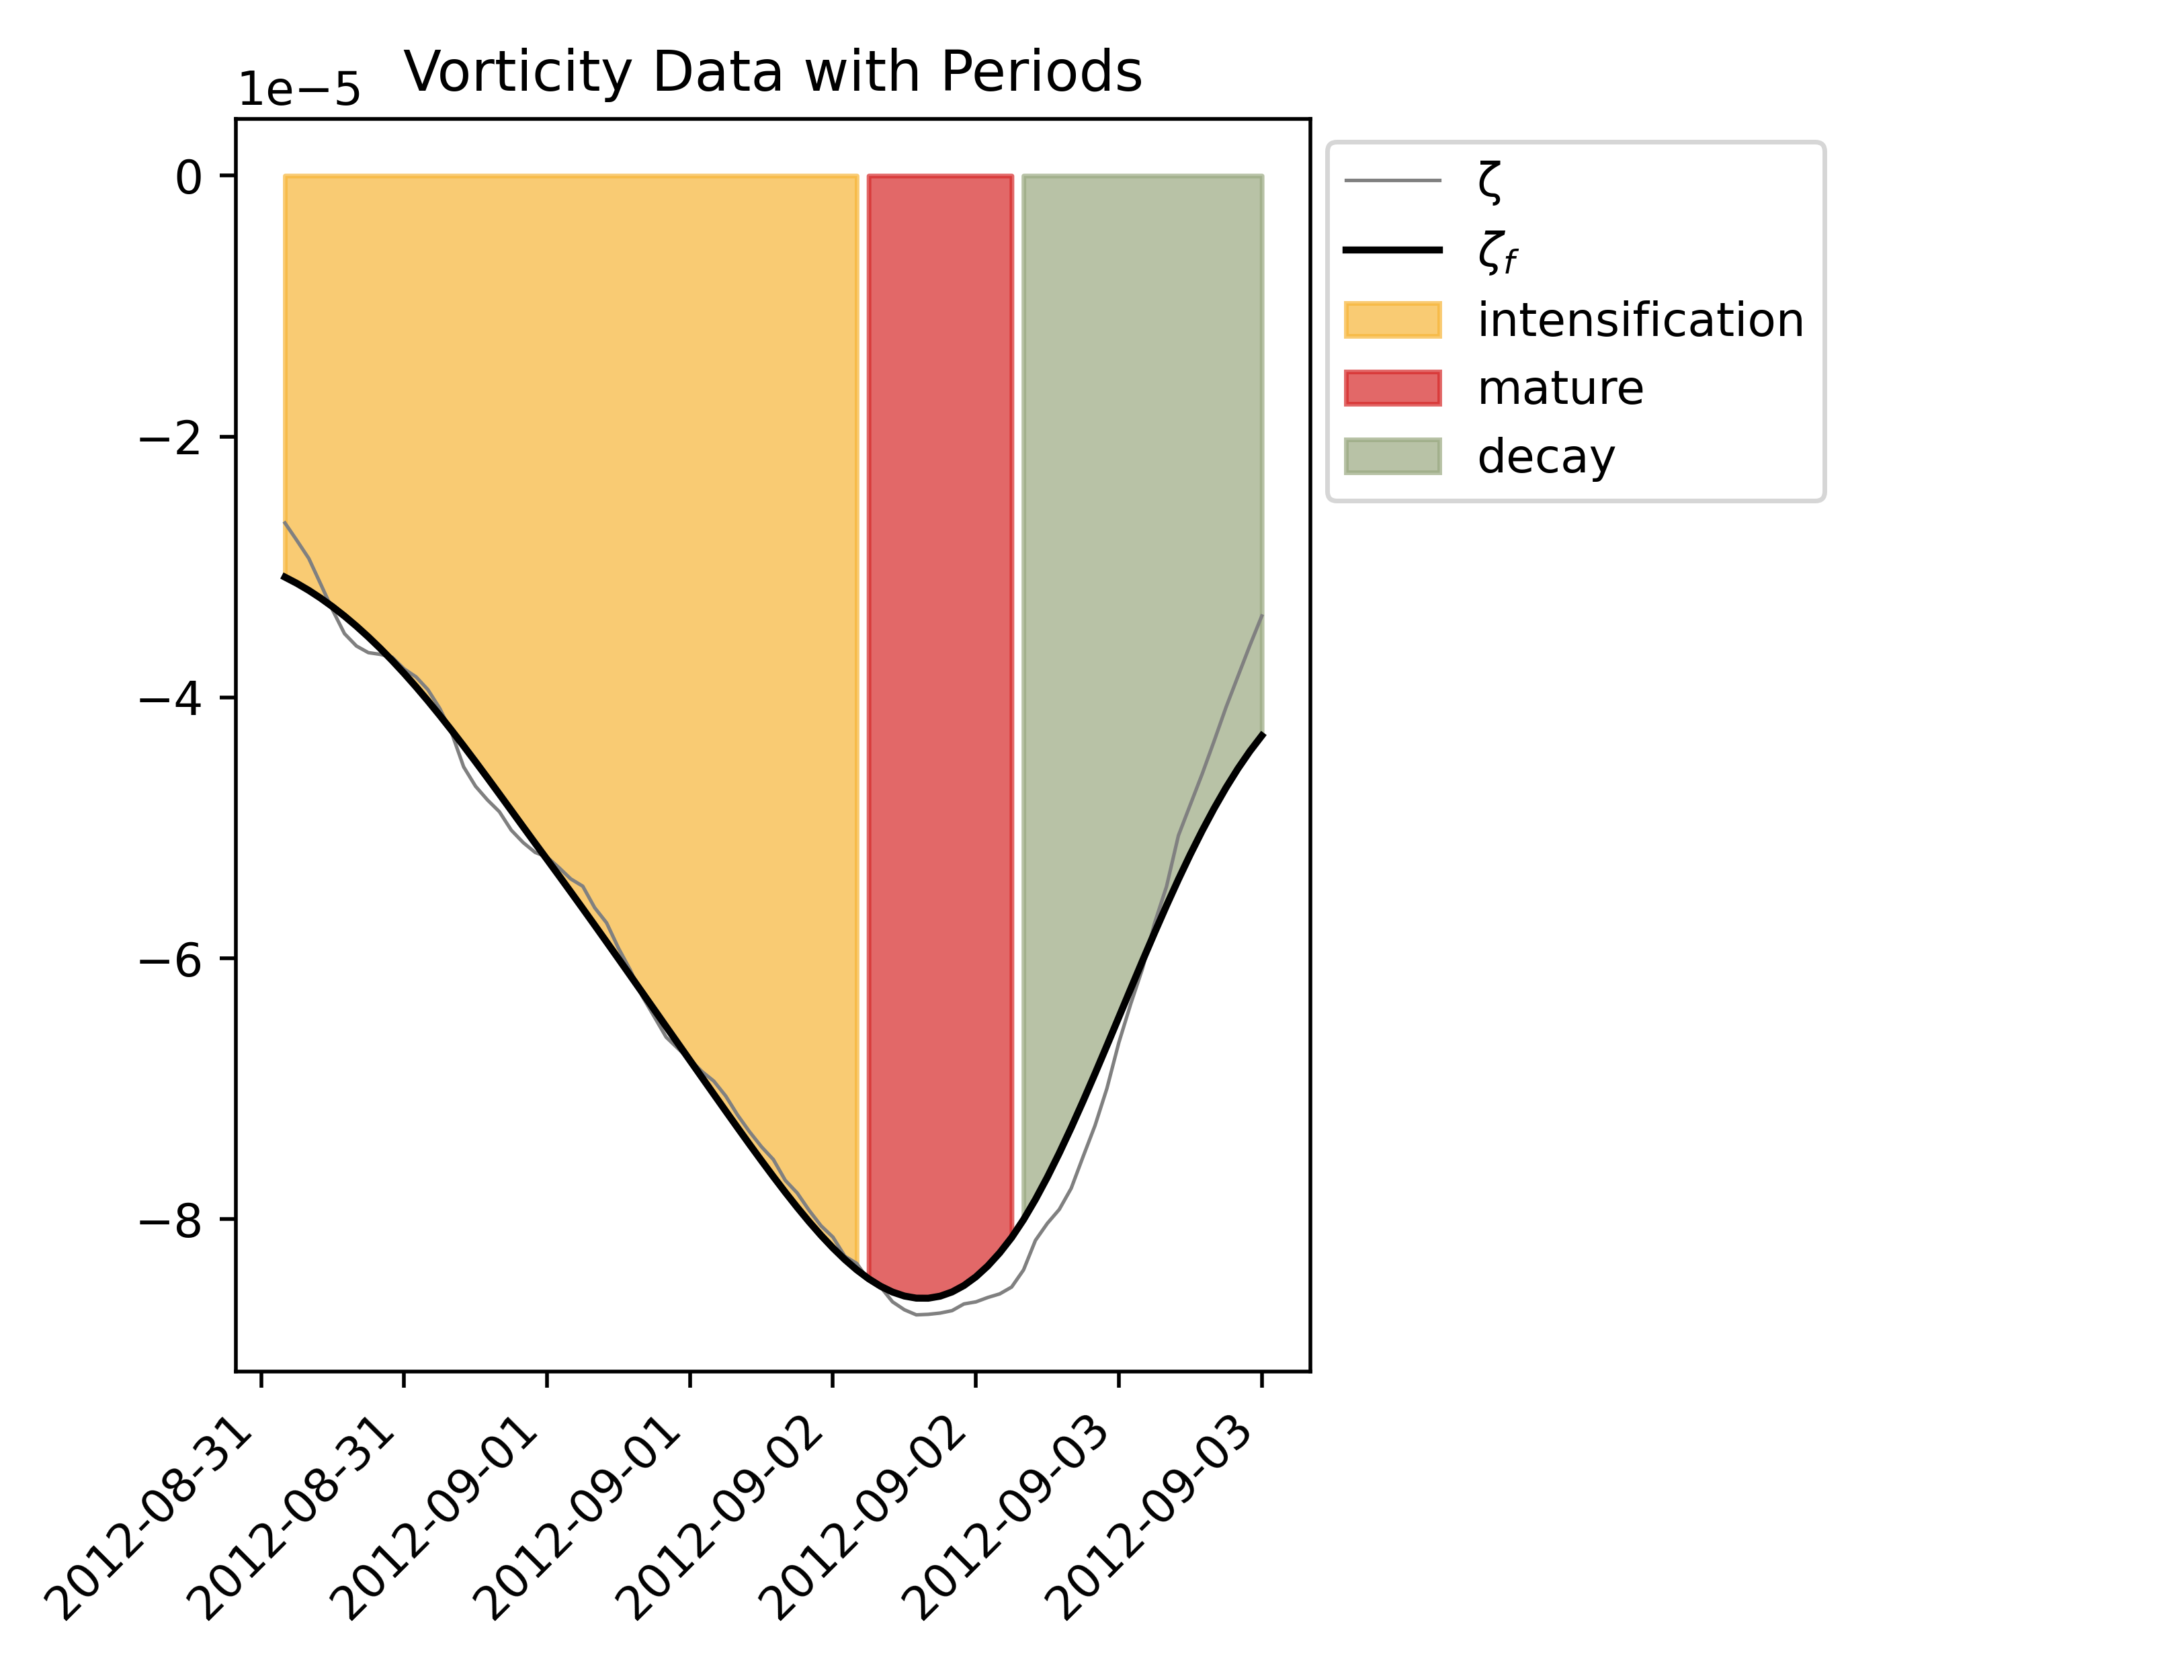 Vorticity Data with Periods
1e−5
0
−2
−4
−6
−8
2012-08-31
2012-08-31
2012-09-01
2012-09-01
2012-09-02
2012-09-02
2012-09-03
2012-09-03
ζ
ζf
intensification
mature
decay